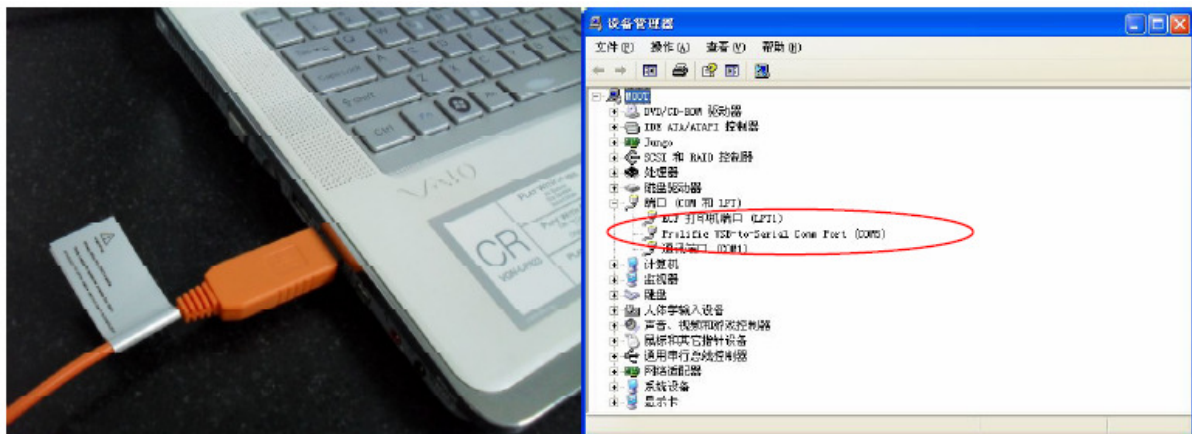 VAIO
CR
Caps Lock
Shift
Ctrl
Fn
设备管理器
文件(F) 操作(A) 查看(V) 帮助(H)
ROOT
DVD/CD-ROM 驱动器
IDE ATA/ATAPI 控制器
Jungo
SCSI 和 RAID 控制器
处理器
磁盘驱动器
端口 (COM 和 LPT)
ECP 打印机端口 (LPT1)
Prolific USB-to-Serial Comm Port (COM5)
通讯端口 (COM1)
计算机
监视器
键盘
人体学输入设备
声音、视频和游戏控制器
鼠标和其它指针设备
通用串行总线控制器
网络适配器
系统设备
显示卡